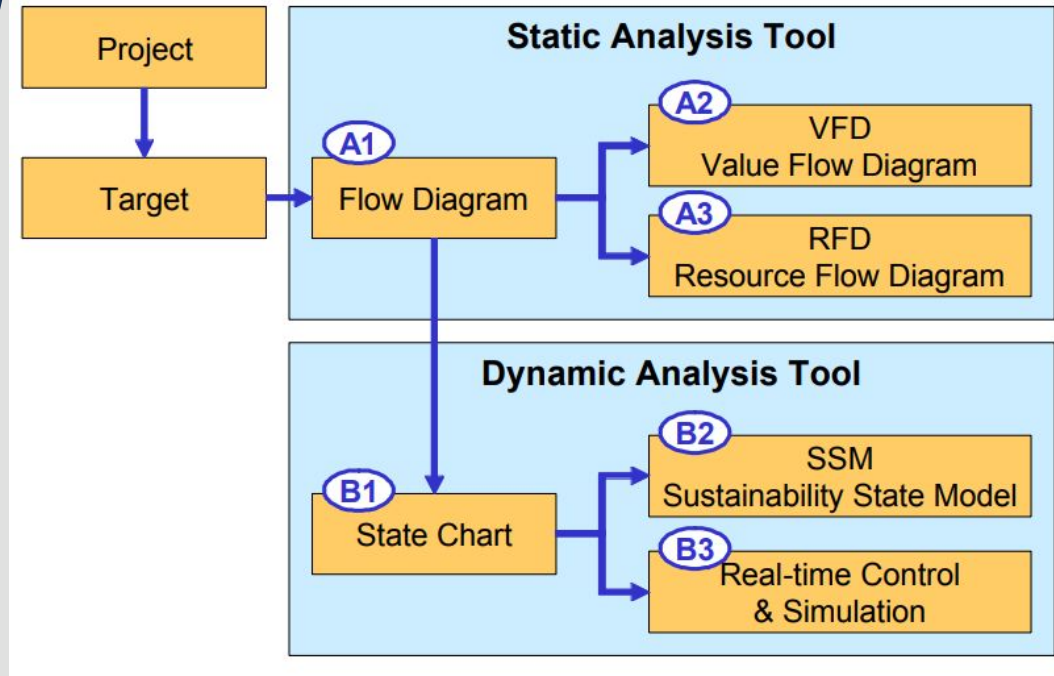 Project
Target
Static Analysis Tool
A1
Flow Diagram
A2
VFD
Value Flow Diagram
A3
RFD
Resource Flow Diagram
Dynamic Analysis Tool
B1
State Chart
B2
SSM
Sustainability State Model
B3
Real-time Control
& Simulation